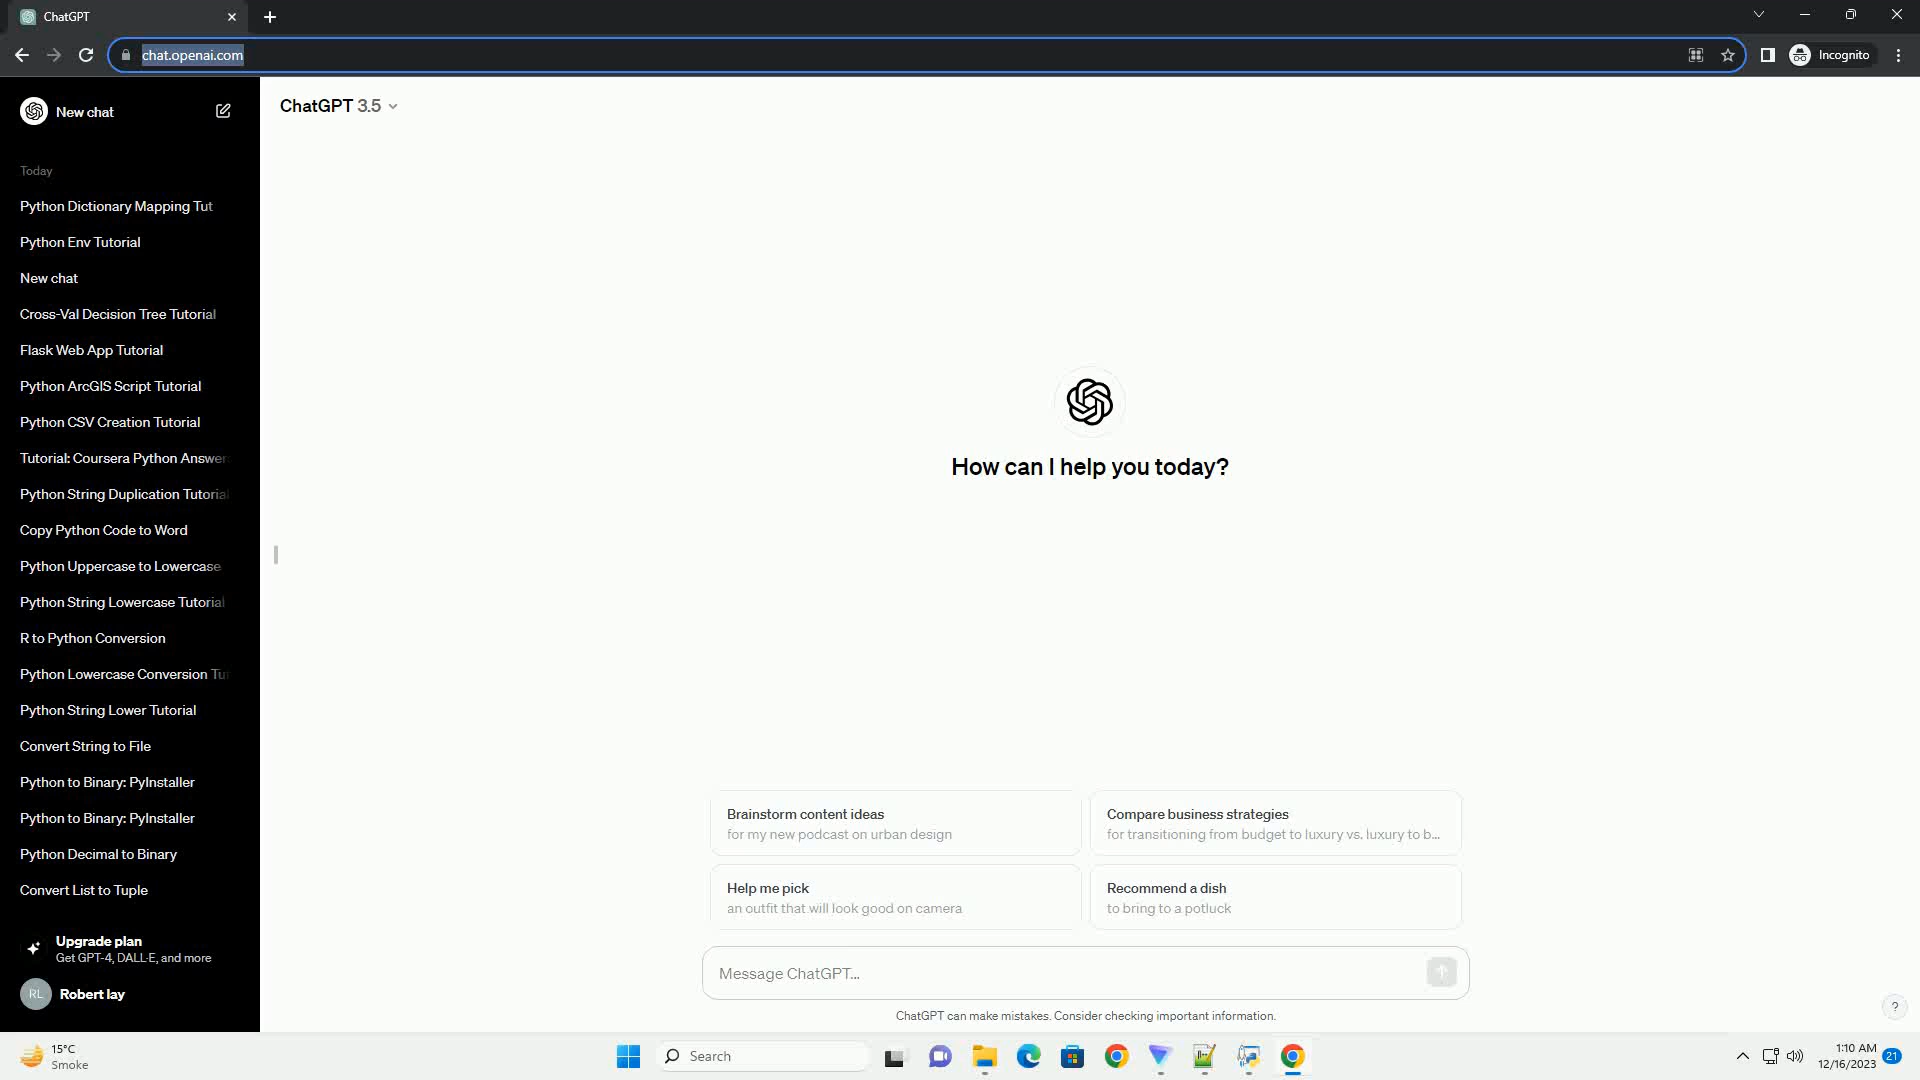 ChatGPT
chat.openai.com
Incognito
New chat
ChatGPT 3.5
Today
Python Dictionary Mapping Tut
Python Env Tutorial
New chat
Cross-Val Decision Tree Tutorial
Flask Web App Tutorial
Python ArcGIS Script Tutorial
Python CSV Creation Tutorial
Tutorial: Coursera Python Answer
Python String Duplication Tutorial
Copy Python Code to Word
Python Uppercase to Lowercase
Python String Lowercase Tutorial
R to Python Conversion
Python Lowercase Conversion Tut
Python String Lower Tutorial
Convert String to File
Python to Binary: PyInstaller
Python to Binary: PyInstaller
Python Decimal to Binary
Convert List to Tuple
Upgrade plan
Get GPT-4, DALL·E, and more
RL
Robert lay
How can I help you today?
Brainstorm content ideas
for my new podcast on urban design
Compare business strategies
for transitioning from budget to luxury vs. luxury to b...
Help me pick
an outfit that will look good on camera
Recommend a dish
to bring to a potluck
Message ChatGPT...
ChatGPT can make mistakes. Consider checking important information.
?
15°C
Smoke
Search
1:10 AM
12/16/2023
21